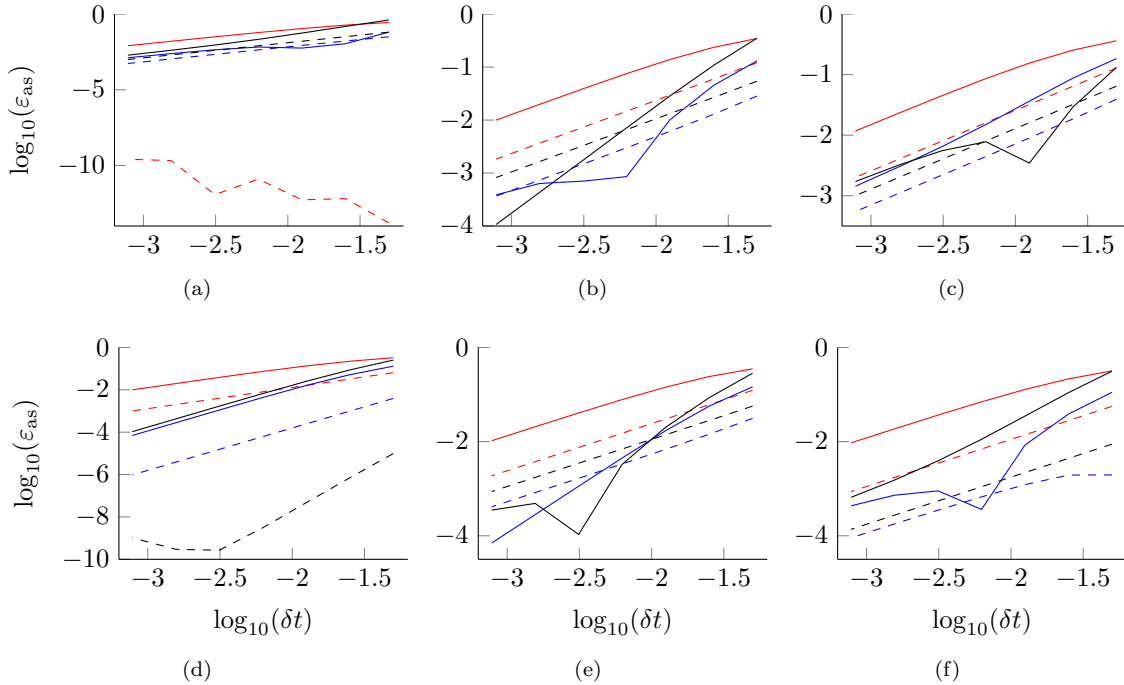 0 0 0
−5 −1 −1
−10 −2 −2
−3 −3
−4
log₁₀(ε_as)
−3 −2.5 −2 −1.5 −3 −2.5 −2 −1.5 −3 −2.5 −2 −1.5
(a) (b) (c)
0 0 0
−2 −2 −2
−4 −4 −4
−6
−8
−10
log₁₀(ε_as)
−3 −2.5 −2 −1.5 −3 −2.5 −2 −1.5 −3 −2.5 −2 −1.5
log₁₀(δt) log₁₀(δt) log₁₀(δt)
(d) (e) (f)